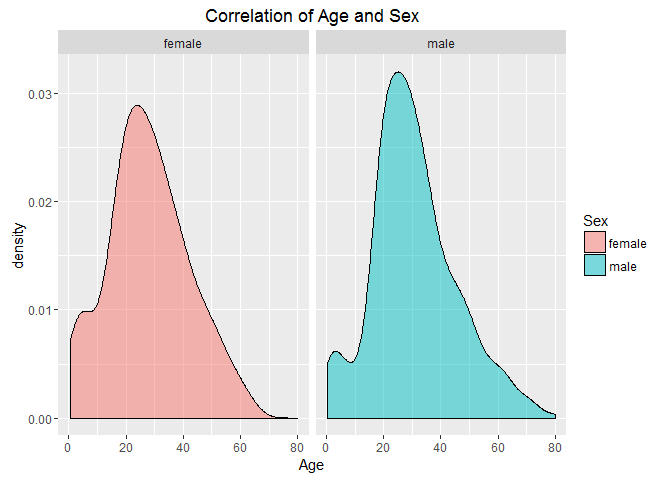 Correlation of Age and Sex
female
male
0.03
0.02
0.01
0.00
density
0 20 40 60 80
0 20 40 60 80
Age
Sex
female
male